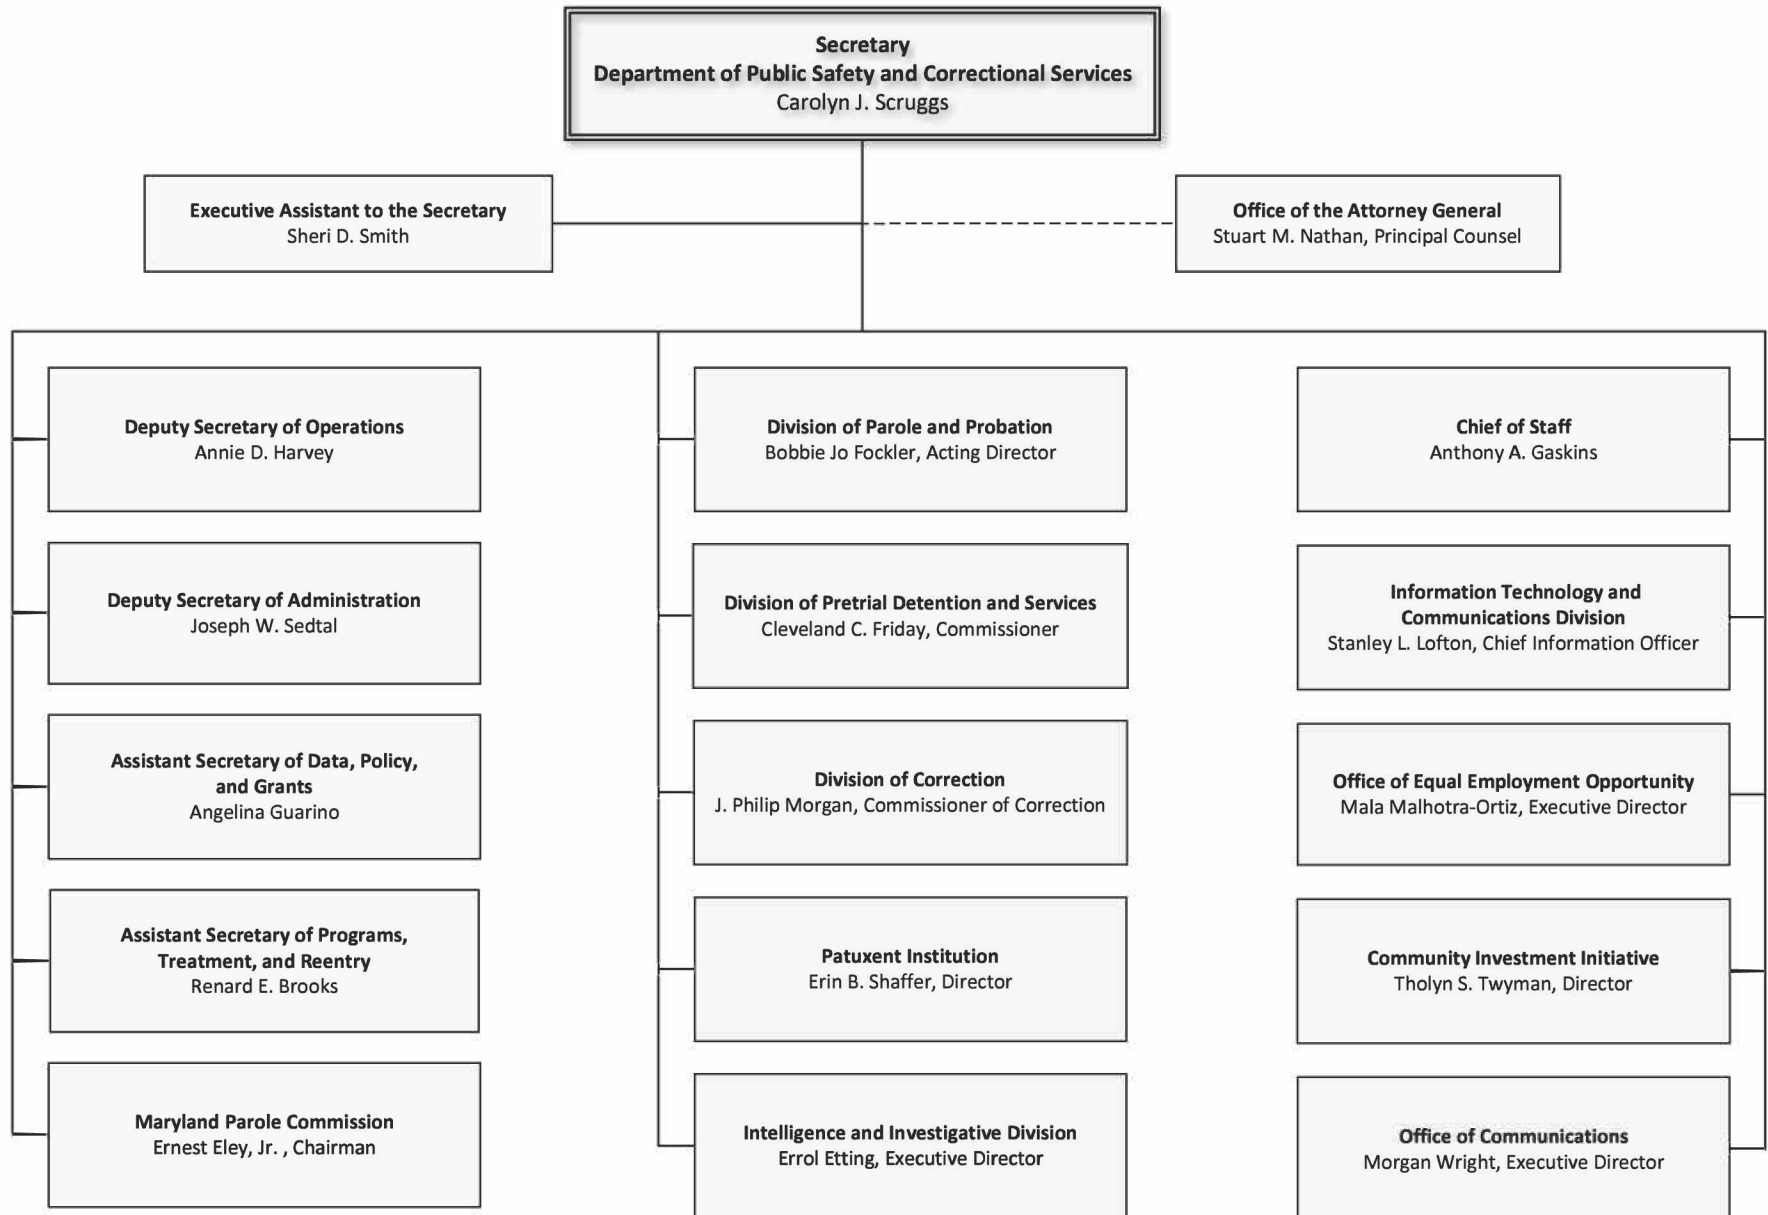 Secretary
Department of Public Safety and Correctional Services
Carolyn J. Scruggs
Executive Assistant to the Secretary
Sheri D. Smith
Office of the Attorney General
Stuart M. Nathan, Principal Counsel
Deputy Secretary of Operations
Annie D. Harvey
Deputy Secretary of Administration
Joseph W. Sedtal
Assistant Secretary of Data, Policy,
and Grants
Angelina Guarino
Assistant Secretary of Programs,
Treatment, and Reentry
Renard E. Brooks
Maryland Parole Commission
Ernest Eley, Jr. , Chairman
Division of Parole and Probation
Bobbie Jo Fockler, Acting Director
Division of Pretrial Detention and Services
Cleveland C. Friday, Commissioner
Division of Correction
J. Philip Morgan, Commissioner of Correction
Patuxent Institution
Erin B. Shaffer, Director
Intelligence and Investigative Division
Errol Etting, Executive Director
Chief of Staff
Anthony A. Gaskins
Information Technology and
Communications Division
Stanley L. Lofton, Chief Information Officer
Office of Equal Employment Opportunity
Mala Malhotra-Ortiz, Executive Director
Community Investment Initiative
Tholyn S. Twyman, Director
Office of Communications
Morgan Wright, Executive Director